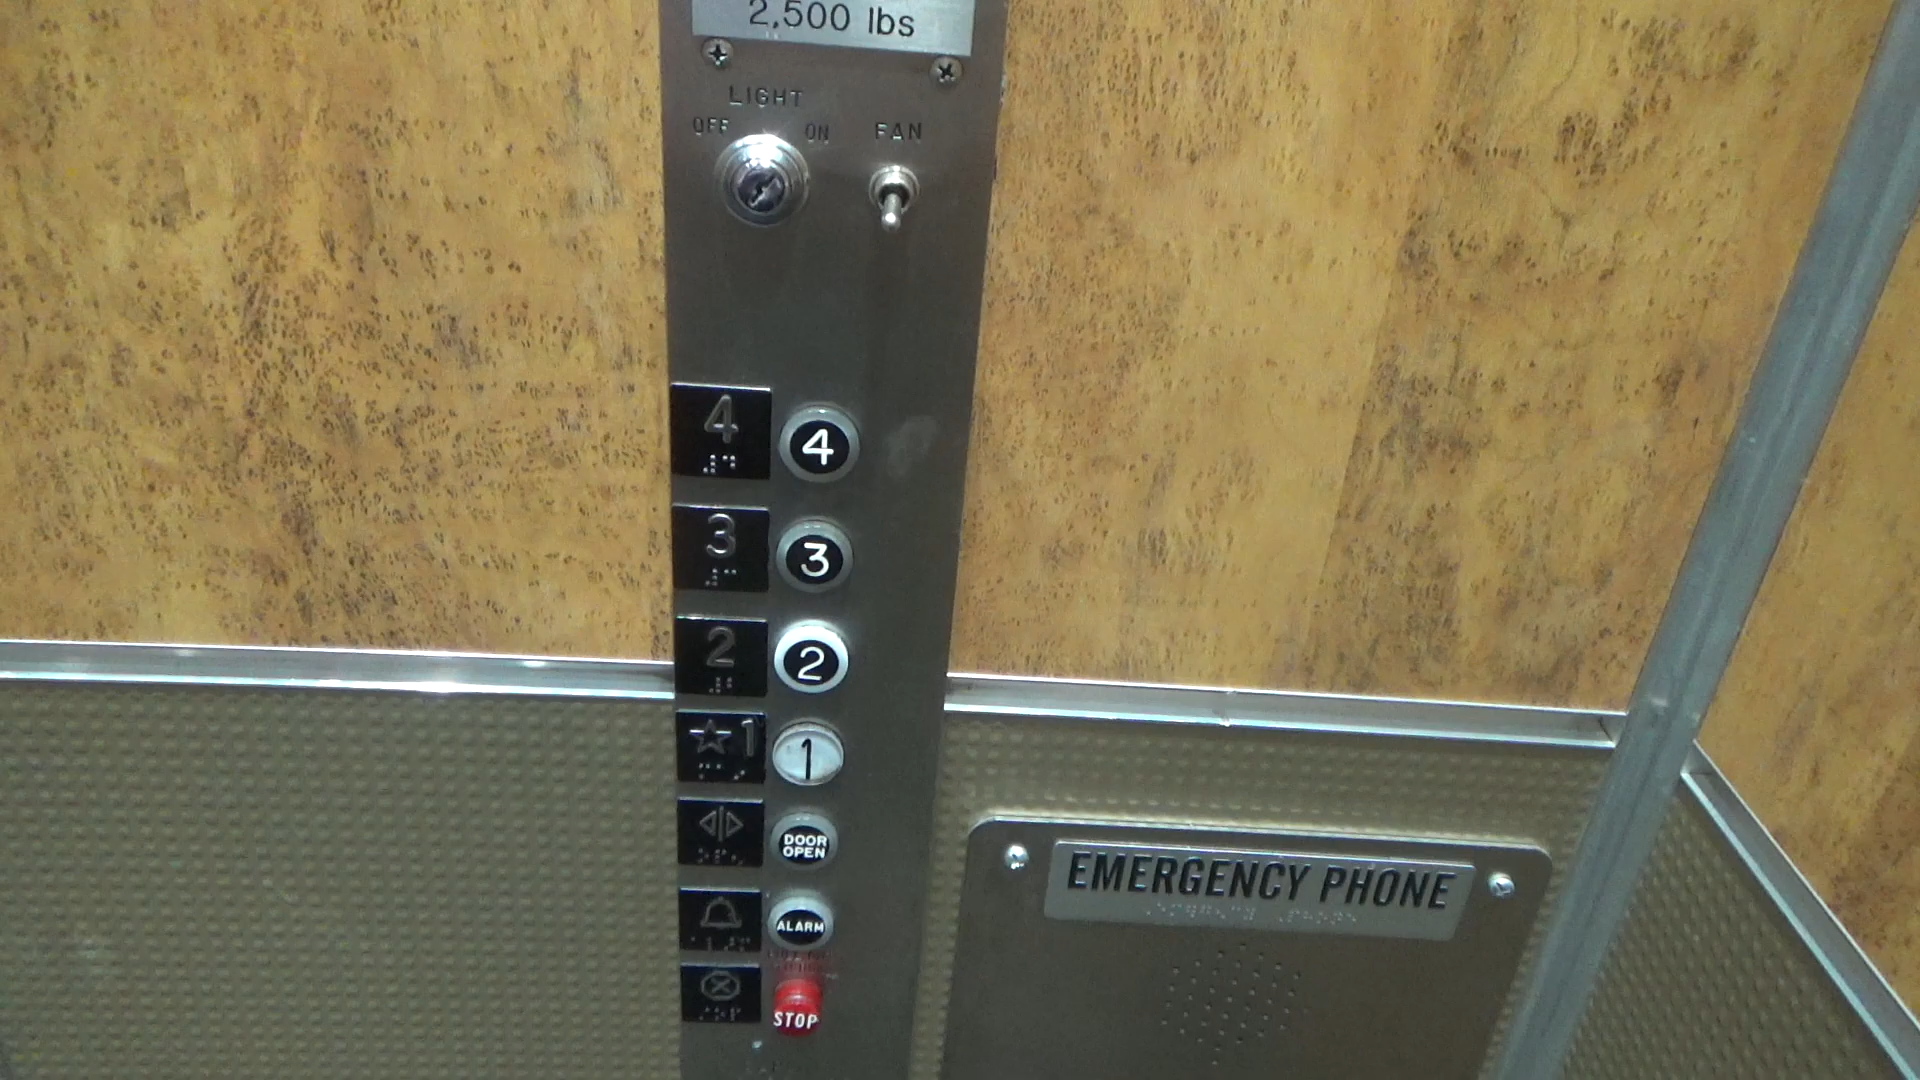 2,500 lbs
LIGHT
OFF ON FAN
4 4
3 3
2 2
☆1 1
DOOR
OPEN
ALARM
STOP
EMERGENCY PHONE